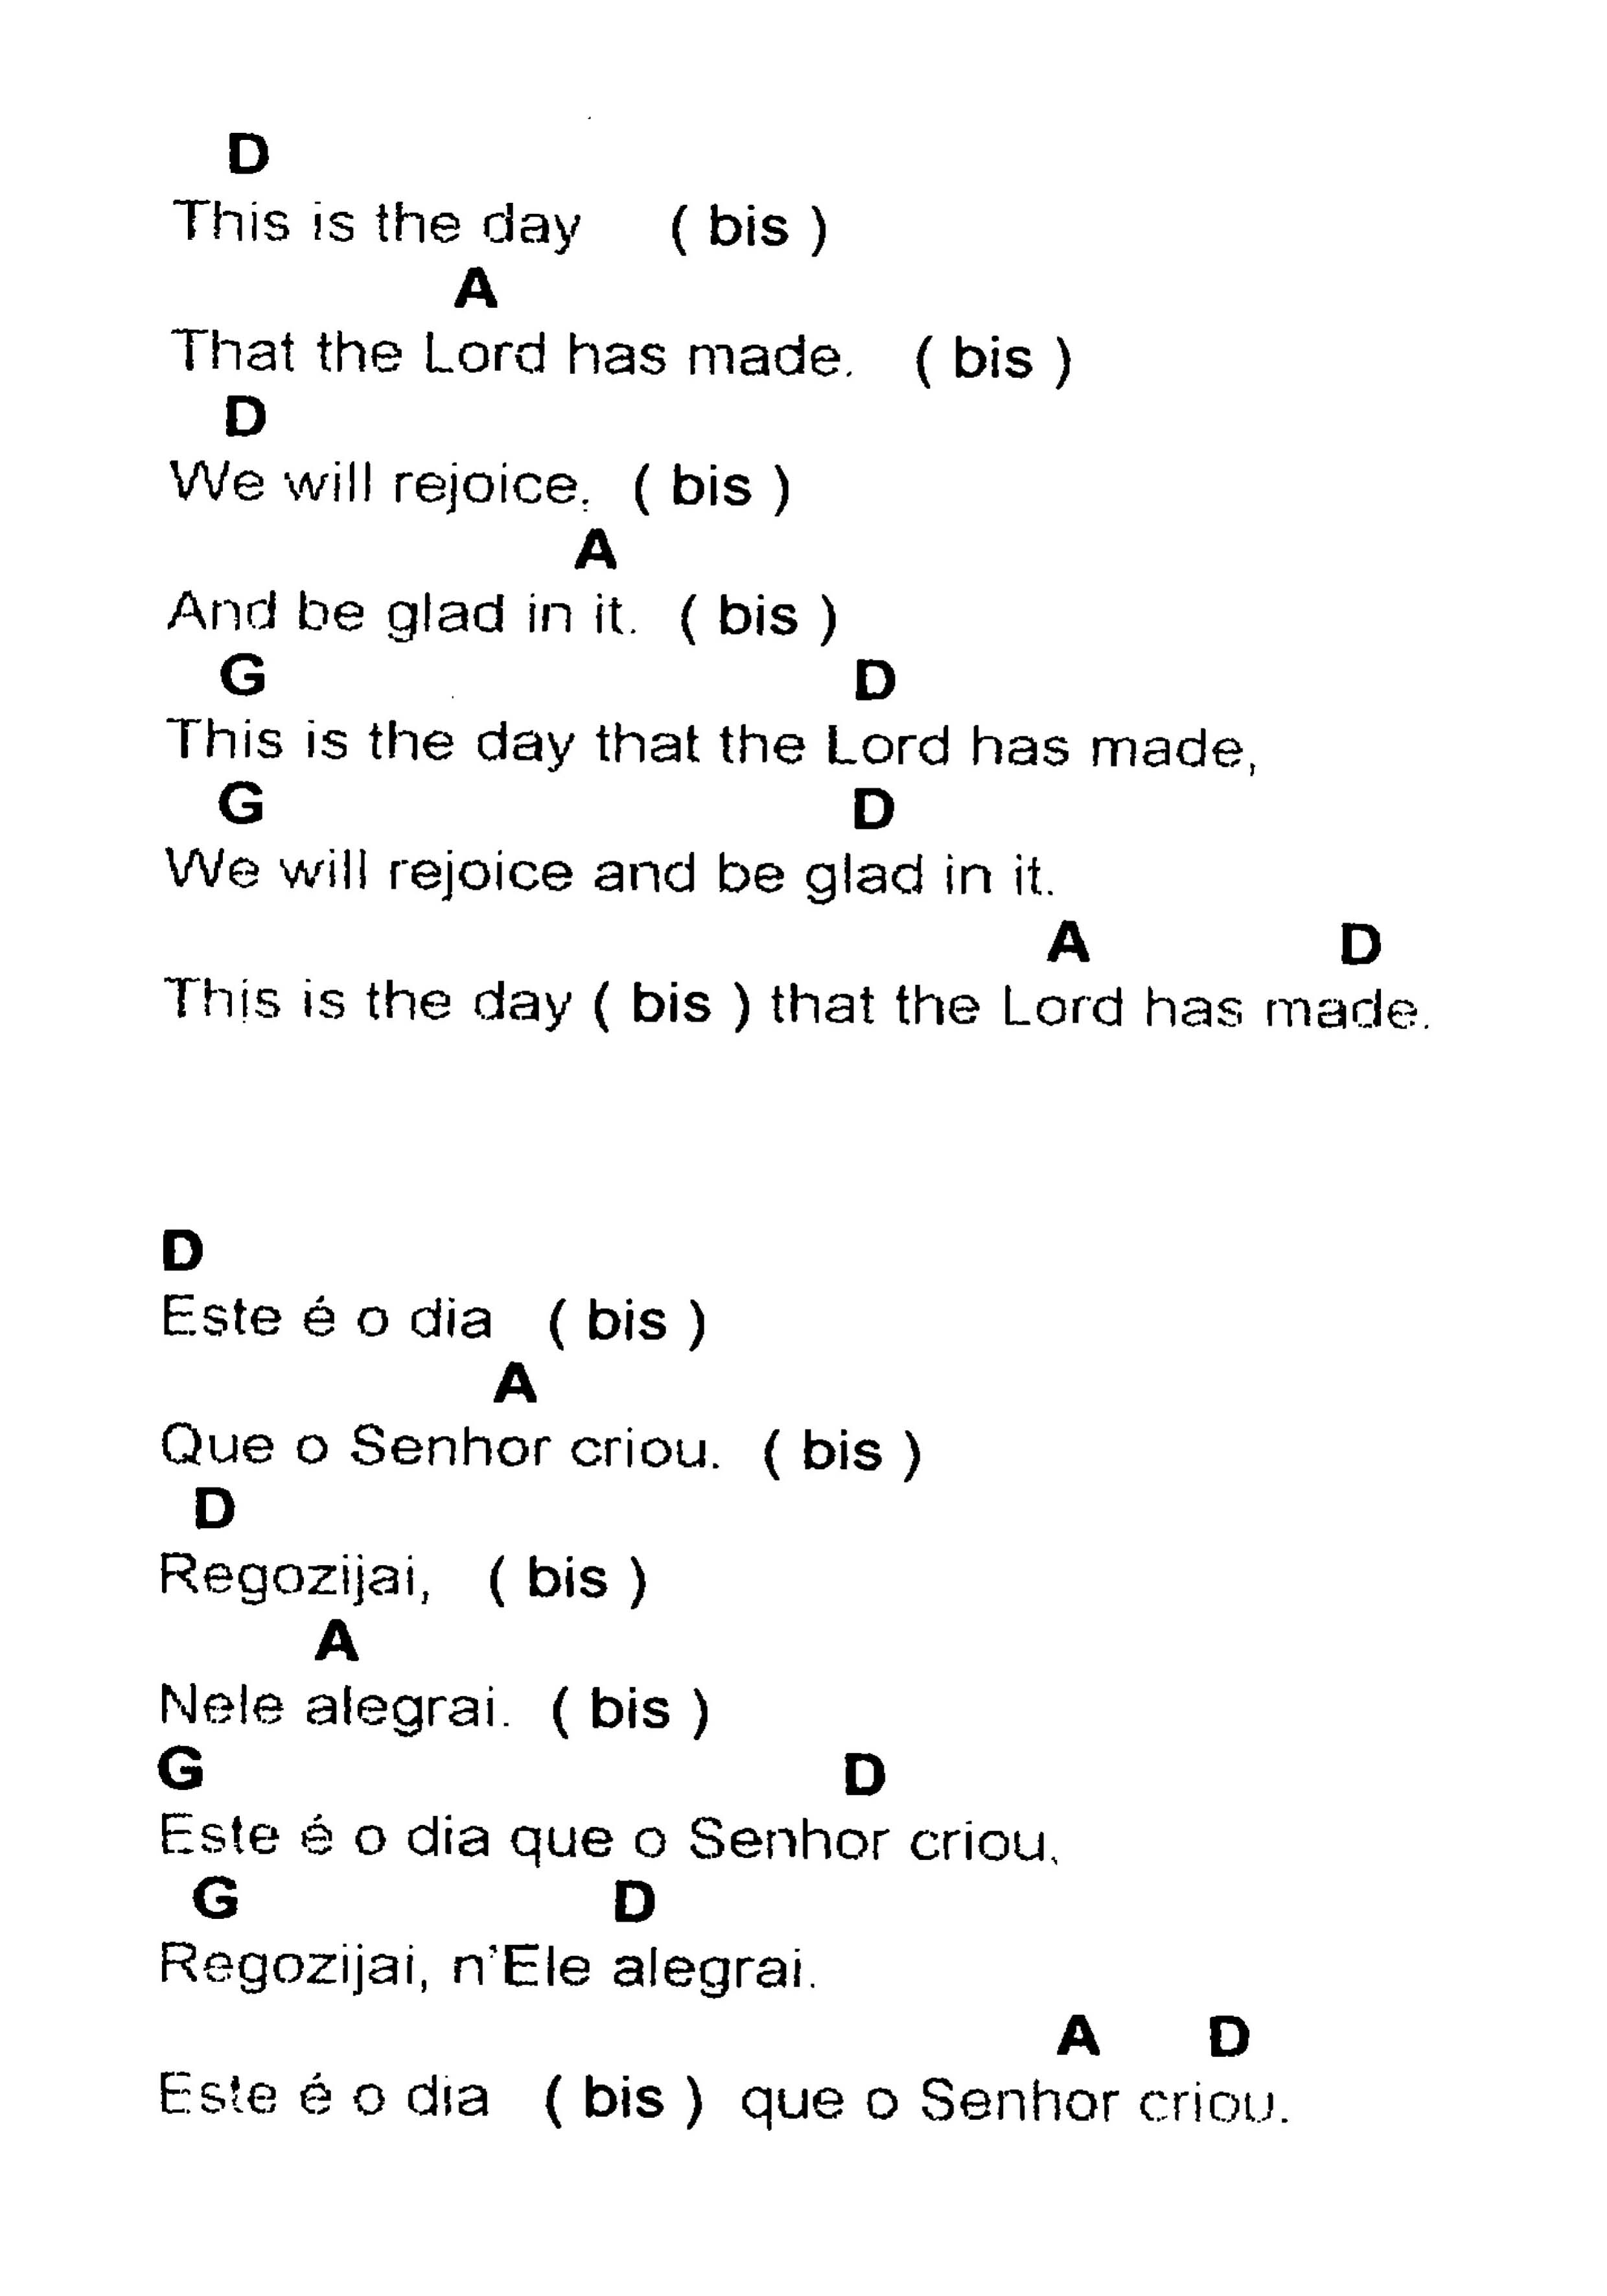 D
This is the day ( bis )
A
That the Lord has made. ( bis )
D
We will rejoice, ( bis )
A
And be glad in it. ( bis )
G D
This is the day that the Lord has made,
G D
We will rejoice and be glad in it.
A D
This is the day ( bis ) that the Lord has made.
D
Este é o dia ( bis )
A
Que o Senhor criou. ( bis )
D
Regozijai, ( bis )
A
Nele alegrai. ( bis )
G D
Este é o dia que o Senhor criou,
G D
Regozijai, n'Ele alegrai.
A D
Este é o dia ( bis ) que o Senhor criou.